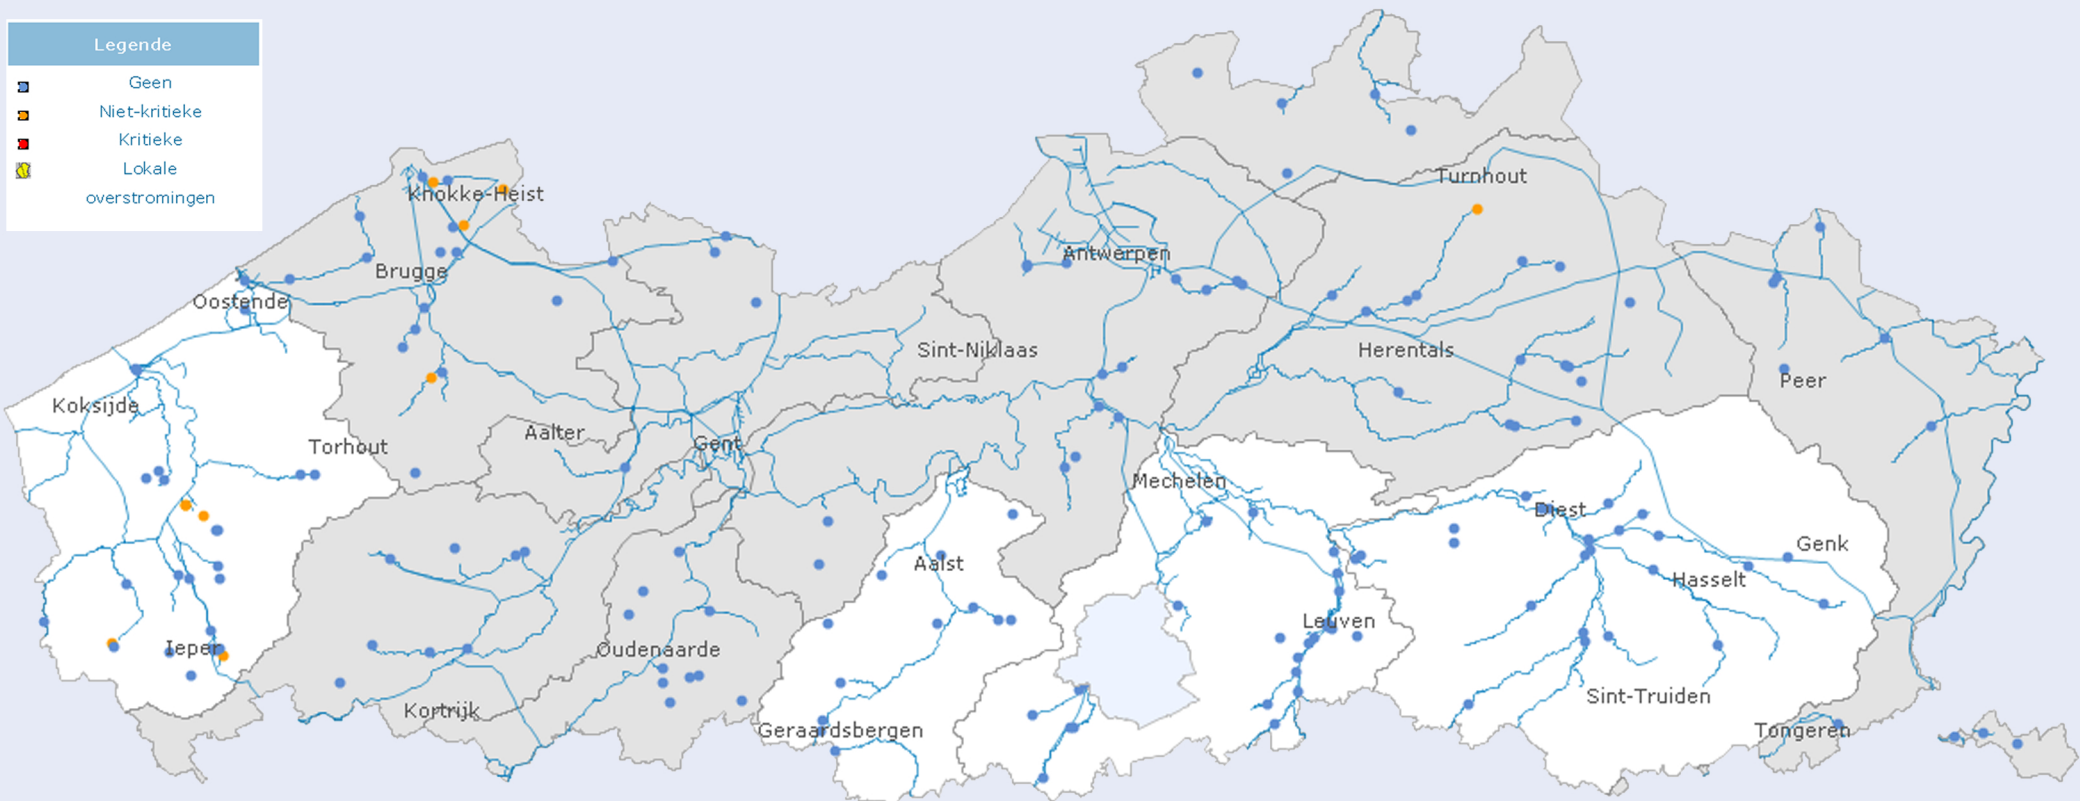 Legende
Geen
Niet-kritieke
Kritieke
Lokale
overstromingen
Turnhout
Knokke-Heist
Antwerpen
Brugge
Oostende
Sint-Niklaas
Herentals
Peer
Koksijde
Aalter
Gent
Torhout
Mechelen
Diest
Genk
Aalst
Hasselt
Leuven
Ieper
Oudenaarde
Sint-Truiden
Kortrijk
Geraardsbergen
Tongeren